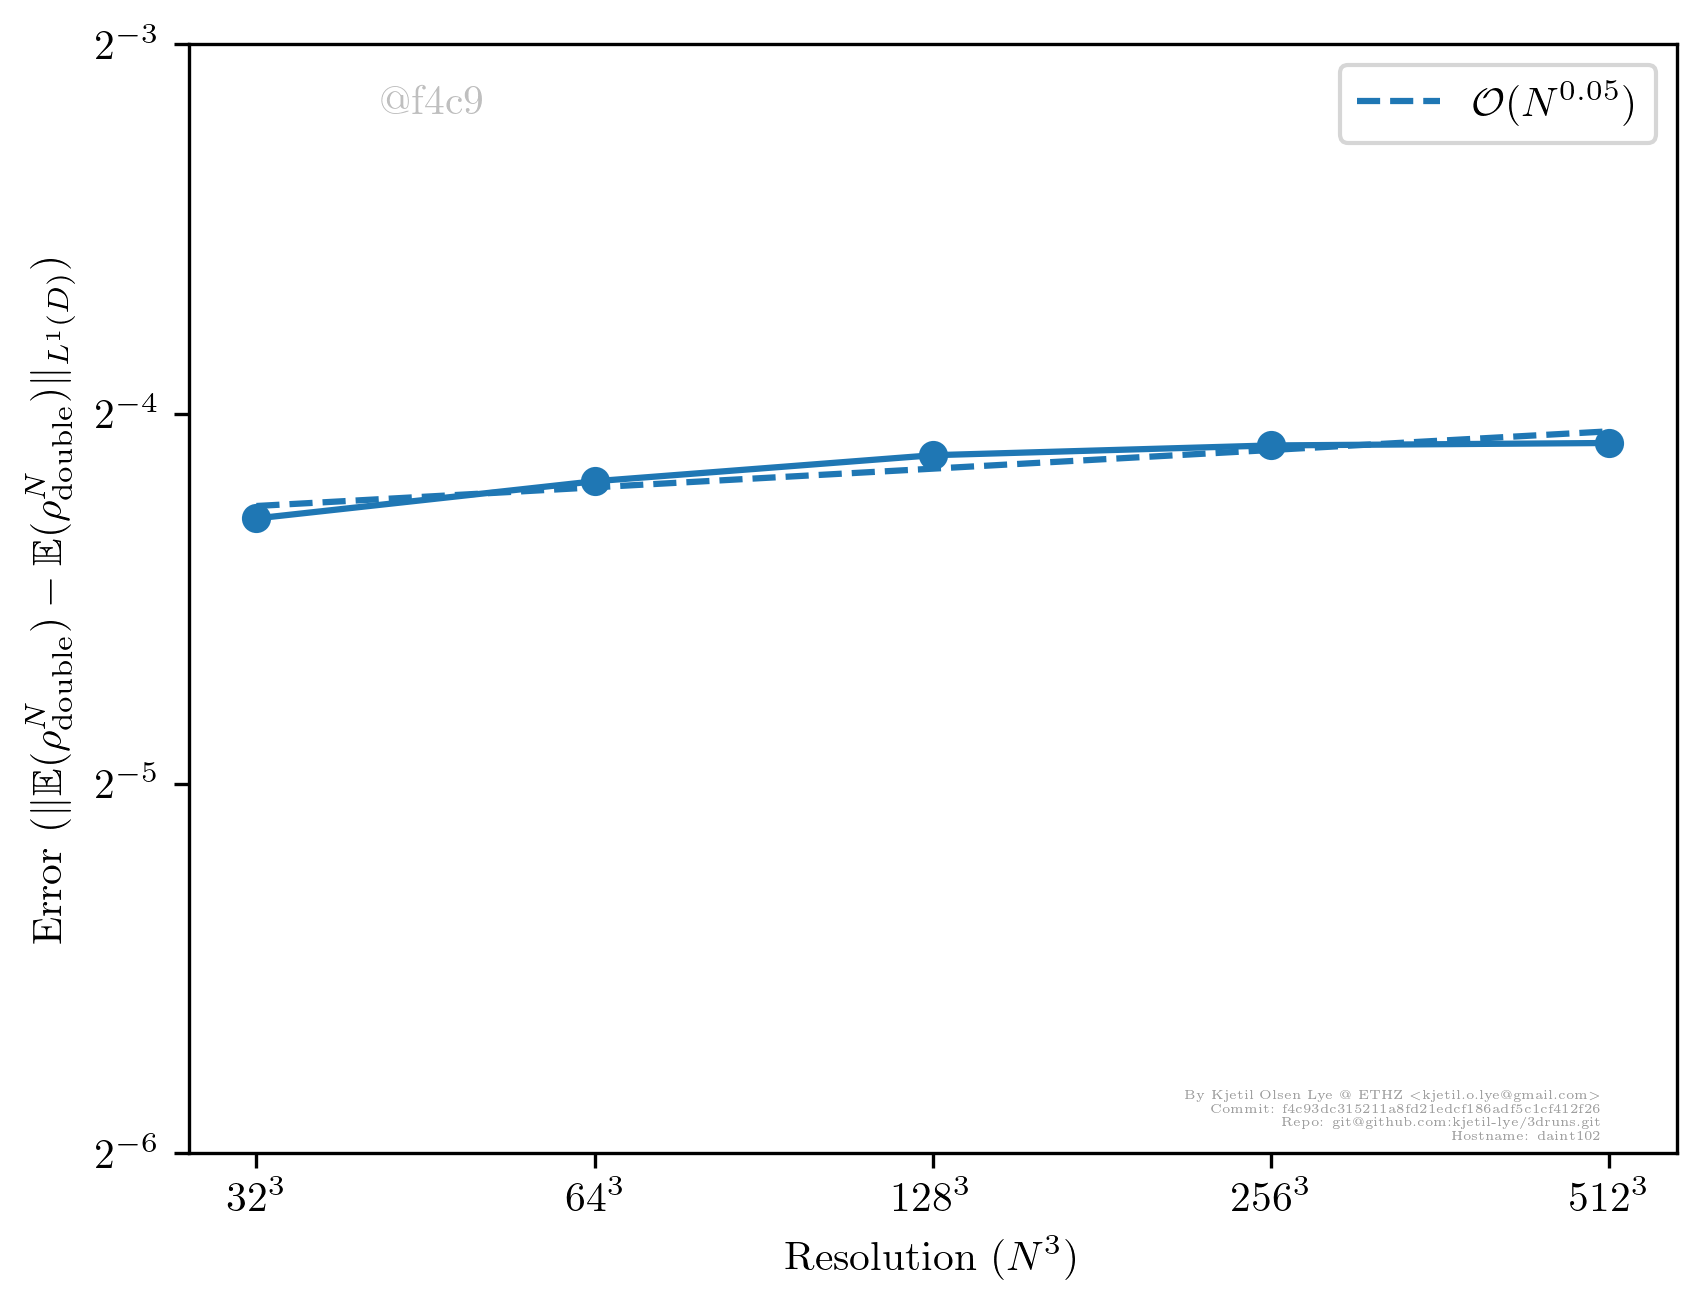 @f4c9
O(N^0.05)
2^−3
2^−4
2^−5
2^−6
Error (||𝔼(ρ^N_double) − 𝔼(ρ^N_double)||_L^1(D))
By Kjetil Olsen Lye @ ETHZ <kjetil.o.lye@gmail.com>
Commit: f4c93dc315211a8fd21edcf186adf5c1cf412f26
Repo: git@github.com:kjetil-lye/3druns.git
Hostname: daint102
32^3 64^3 128^3 256^3 512^3
Resolution (N^3)